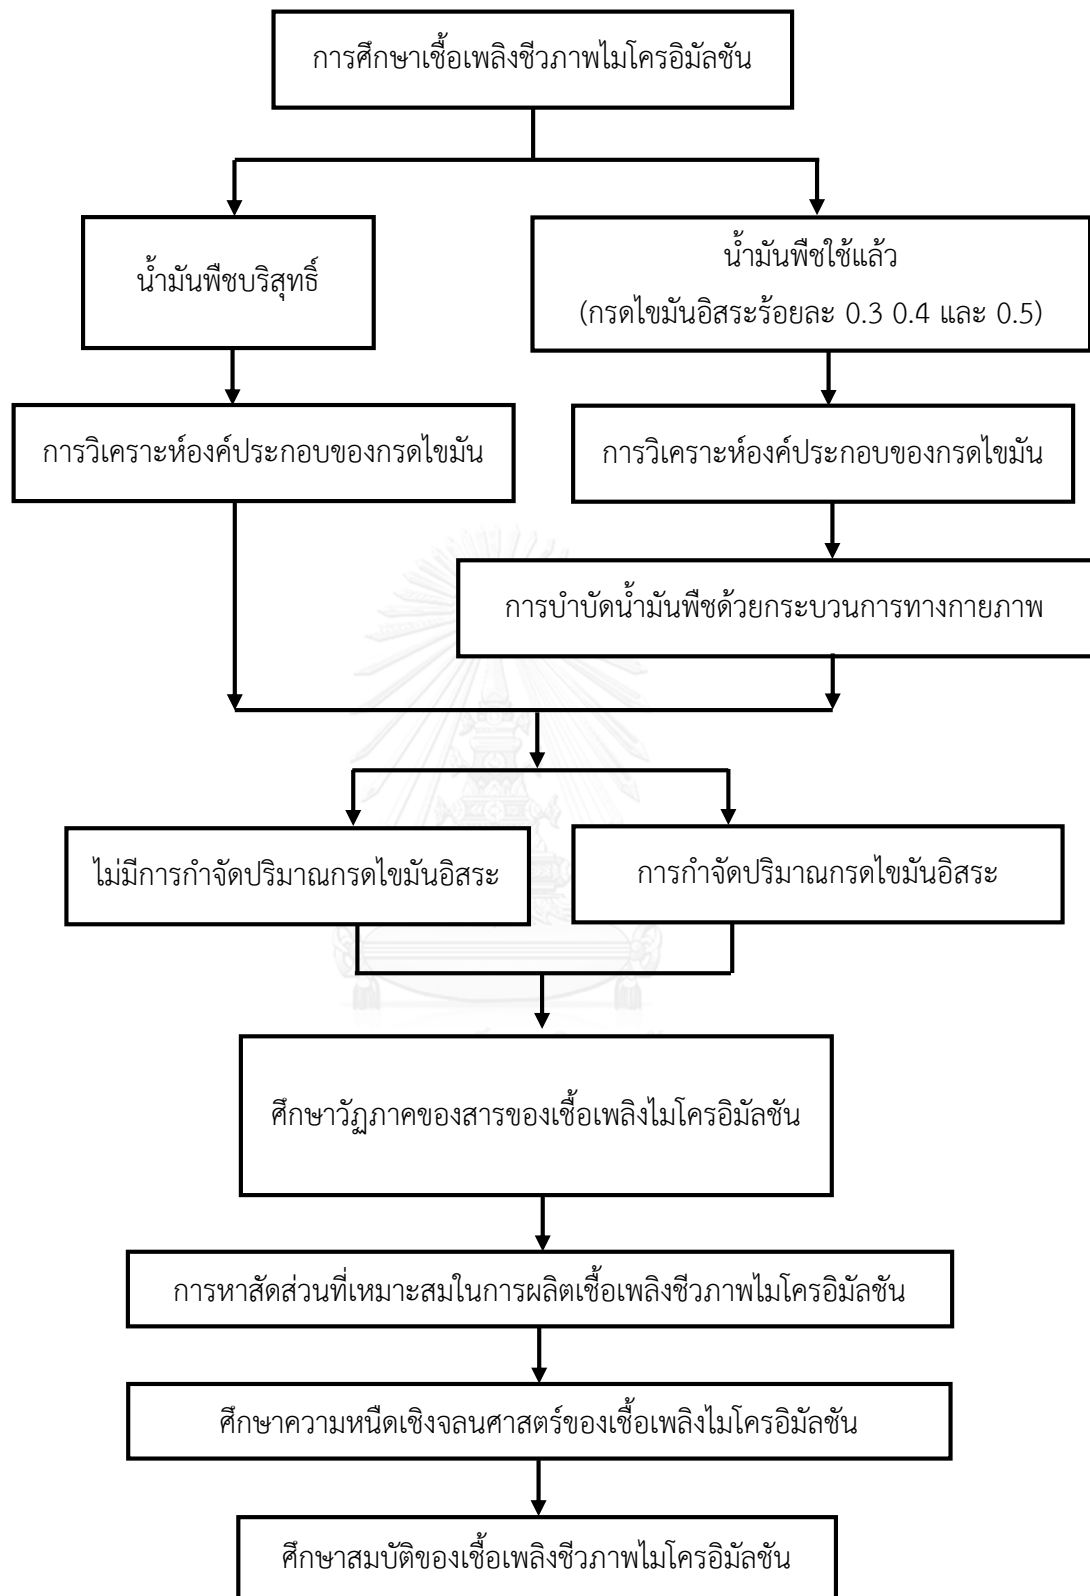 การศึกษาเชื้อเพลิงชีวภาพไมโครอิมัลชัน
น้ำมันพืชบริสุทธิ์
น้ำมันพืชใช้แล้ว
(กรดไขมันอิสระร้อยละ 0.3 0.4 และ 0.5)
การวิเคราะห์องค์ประกอบของกรดไขมัน
การวิเคราะห์องค์ประกอบของกรดไขมัน
การบำบัดน้ำมันพืชด้วยกระบวนการทางกายภาพ
ไม่มีการกำจัดปริมาณกรดไขมันอิสระ
การกำจัดปริมาณกรดไขมันอิสระ
ศึกษาวัฏภาคของสารของเชื้อเพลิงไมโครอิมัลชัน
การหาสัดส่วนที่เหมาะสมในการผลิตเชื้อเพลิงชีวภาพไมโครอิมัลชัน
ศึกษาความหนืดเชิงจลนศาสตร์ของเชื้อเพลิงไมโครอิมัลชัน
ศึกษาสมบัติของเชื้อเพลิงชีวภาพไมโครอิมัลชัน